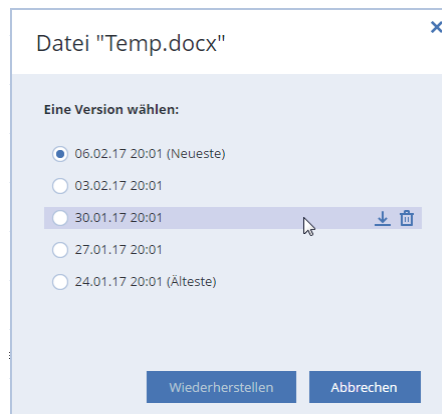 Datei "Temp.docx"
Eine Version wählen:
06.02.17 20:01 (Neueste)
03.02.17 20:01
30.01.17 20:01
27.01.17 20:01
24.01.17 20:01 (Älteste)
Wiederherstellen Abbrechen